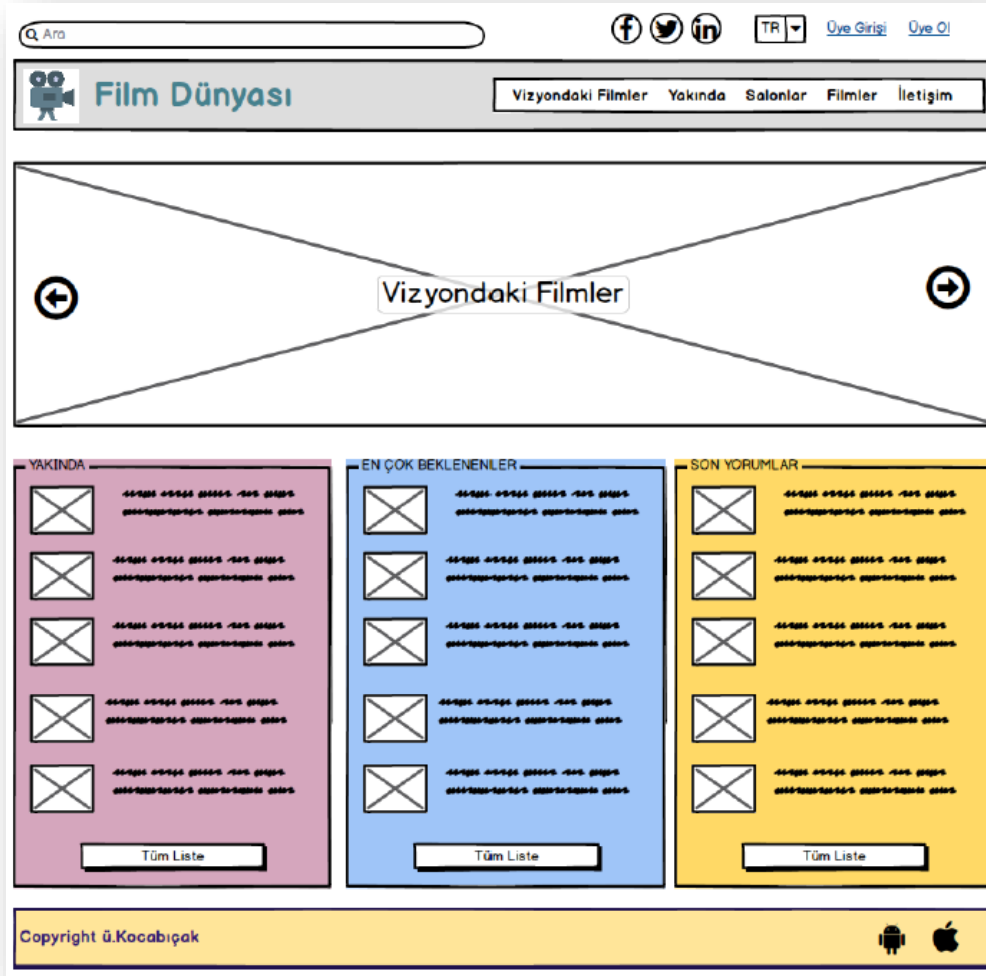 Ara
TR
Üye Girişi
Üye Ol
Film Dünyası
Vizyondaki Filmler Yakında Salonlar Filmler İletişim
Vizyondaki Filmler
YAKINDA
EN ÇOK BEKLENENLER
SON YORUMLAR
Tüm Liste
Tüm Liste
Tüm Liste
Copyright ü.Kocabıçak